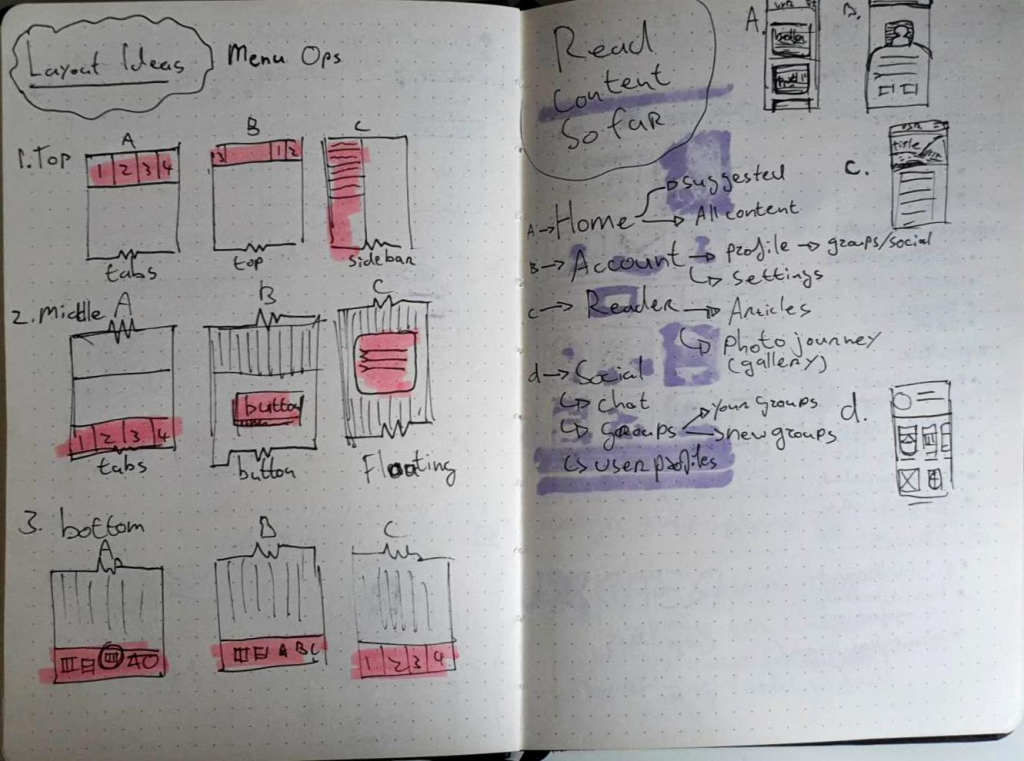 Layout Ideas
Menu Ops
1. Top
A
B
C
1 2 3 4
3 1 2
tabs
top
sidebar
2. Middle
A
B
C
1 2 3 4
button
tabs
button
Floating
3. bottom
A
B
C
A B C
1 2 3 4
Read
Content
So far
A.
B.
C.
title
d.
A → Home → suggested
→ All content
B → Account → profile → groups/social
↳ settings
C → Reader → Articles
↳ photo journey
(gallery)
d → Social
↳ chat
↳ groups → Your groups
→ new groups
↳ user profiles